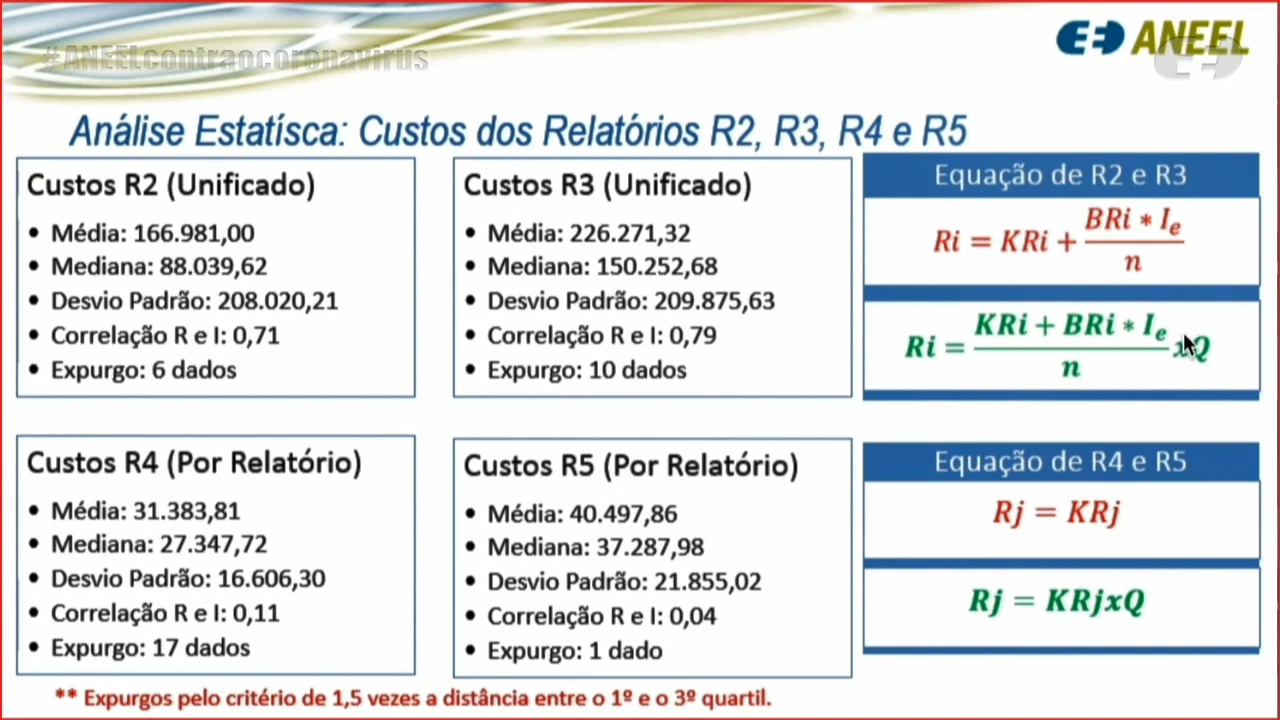 #ANEELcontraocoronavirus
ANEEL
Análise Estatísca: Custos dos Relatórios R2, R3, R4 e R5
Custos R2 (Unificado)
• Média: 166.981,00
• Mediana: 88.039,62
• Desvio Padrão: 208.020,21
• Correlação R e I: 0,71
• Expurgo: 6 dados
Custos R3 (Unificado)
• Média: 226.271,32
• Mediana: 150.252,68
• Desvio Padrão: 209.875,63
• Correlação R e I: 0,79
• Expurgo: 10 dados
Equação de R2 e R3
Ri = KRi + BRi * Ie / n
Ri = KRi + BRi * Ie / n xQ
Custos R4 (Por Relatório)
• Média: 31.383,81
• Mediana: 27.347,72
• Desvio Padrão: 16.606,30
• Correlação R e I: 0,11
• Expurgo: 17 dados
Custos R5 (Por Relatório)
• Média: 40.497,86
• Mediana: 37.287,98
• Desvio Padrão: 21.855,02
• Correlação R e I: 0,04
• Expurgo: 1 dado
Equação de R4 e R5
Rj = KRj
Rj = KRjxQ
** Expurgos pelo critério de 1,5 vezes a distância entre o 1º e o 3º quartil.